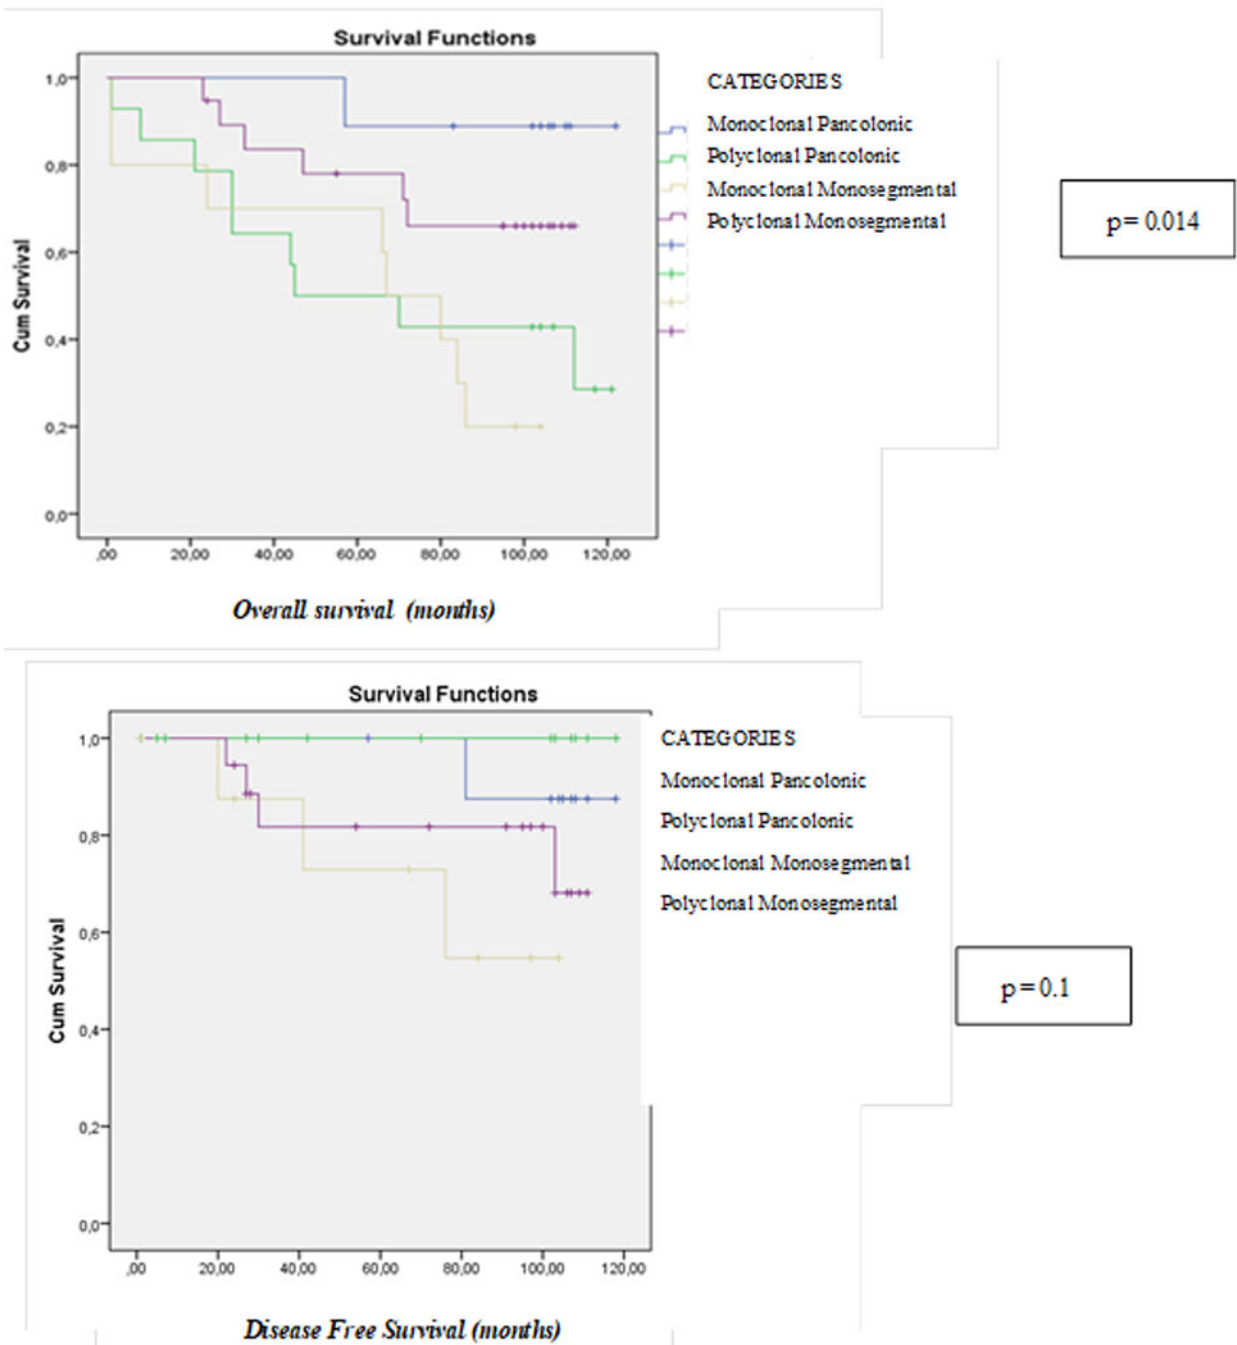 Survival Functions
CATEGORIES
Monoclonal Pancolonic
Polyclonal Pancolonic
Monoclonal Monosegmental
Polyclonal Monosegmental
p= 0.014
Cum Survival
1,0
0,8
0,6
0,4
0,2
0,0
,00 20,00 40,00 60,00 80,00 100,00 120,00
Overall survival (months)
Survival Functions
CATEGORIES
Monoclonal Pancolonic
Polyclonal Pancolonic
Monoclonal Monosegmental
Polyclonal Monosegmental
p=0.1
Cum Survival
1,0
0,8
0,6
0,4
0,2
0,0
,00 20,00 40,00 60,00 80,00 100,00 120,00
Disease Free Survival (months)